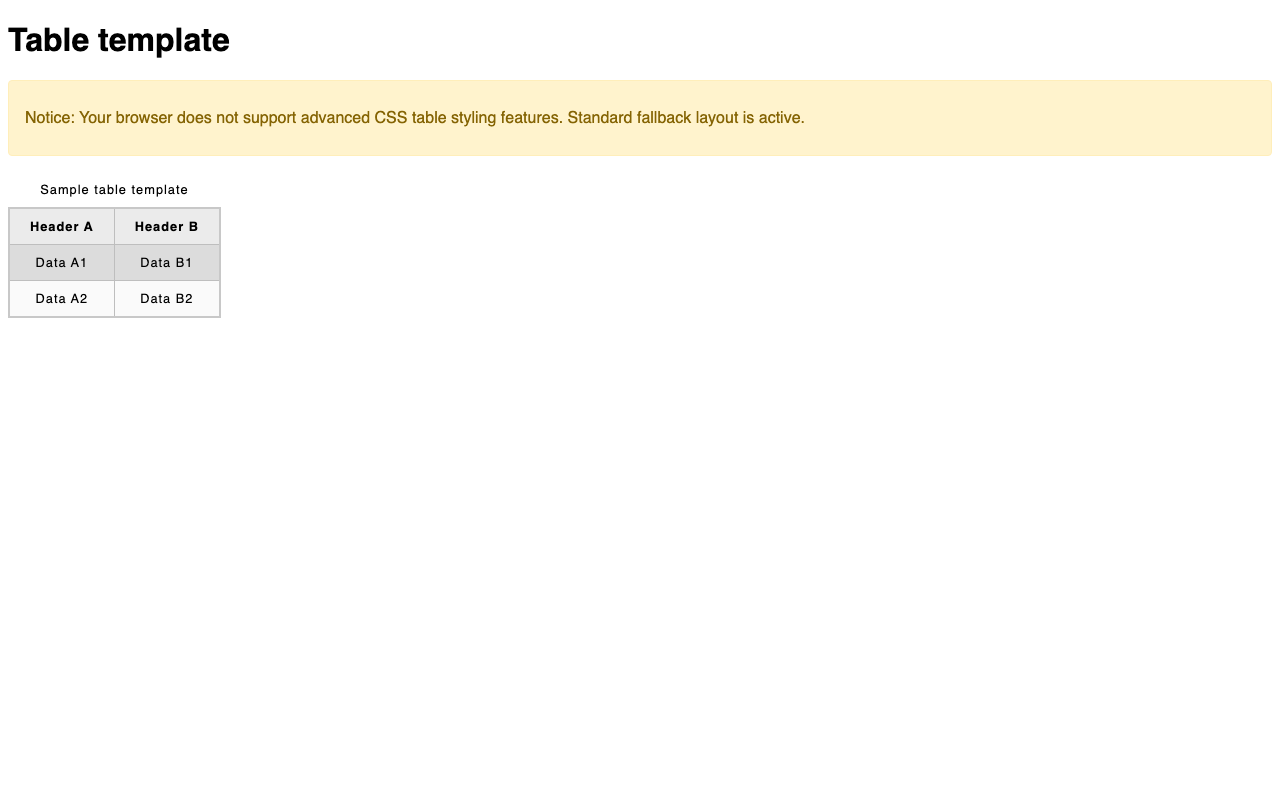 Table template
Notice: Your browser does not support advanced CSS table styling features. Standard fallback layout is active.
Sample table template
Header A Header B
Data A1 Data B1
Data A2 Data B2